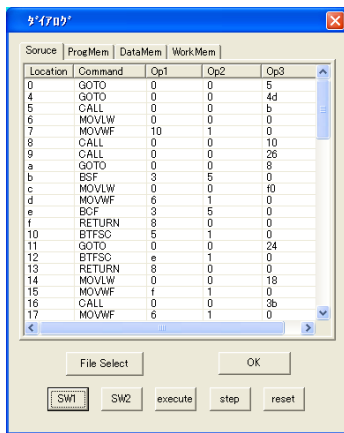 ﾀﾞｲｱﾛｸﾞ
Soruce ProgMem DataMem WorkMem
Location Command Op1 Op2 Op3
0 GOTO 0 0 5
4 GOTO 0 0 4d
5 CALL 0 0 b
6 MOVLW 0 0 0
7 MOVWF 10 1 0
8 CALL 0 0 10
9 CALL 0 0 26
a GOTO 0 0 8
b BSF 3 5 0
c MOVLW 0 0 f0
d MOVWF 6 1 0
e BCF 3 5 0
f RETURN 8 0 0
10 BTFSC 5 1 0
11 GOTO 0 0 24
12 BTFSC e 1 0
13 RETURN 8 0 0
14 MOVLW 0 0 18
15 MOVWF f 1 0
16 CALL 0 0 3b
17 MOVWF 6 1 0
File Select OK
SW1 SW2 execute step reset